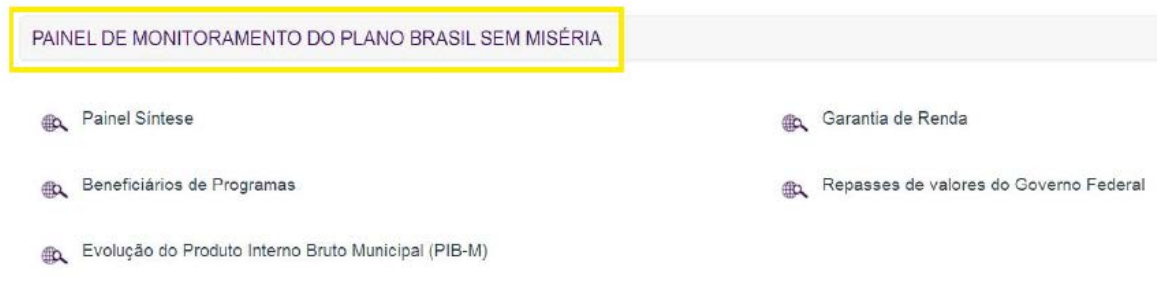 PAINEL DE MONITORAMENTO DO PLANO BRASIL SEM MISÉRIA
Painel Síntese
Garantia de Renda
Beneficiários de Programas
Repasses de valores do Governo Federal
Evolução do Produto Interno Bruto Municipal (PIB-M)